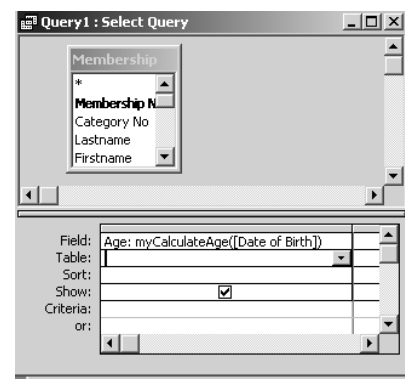 Query1 : Select Query
Membership
*
Membership N
Category No
Lastname
Firstname
Field: Age: myCalculateAge([Date of Birth])
Table:
Sort:
Show:
Criteria:
or: